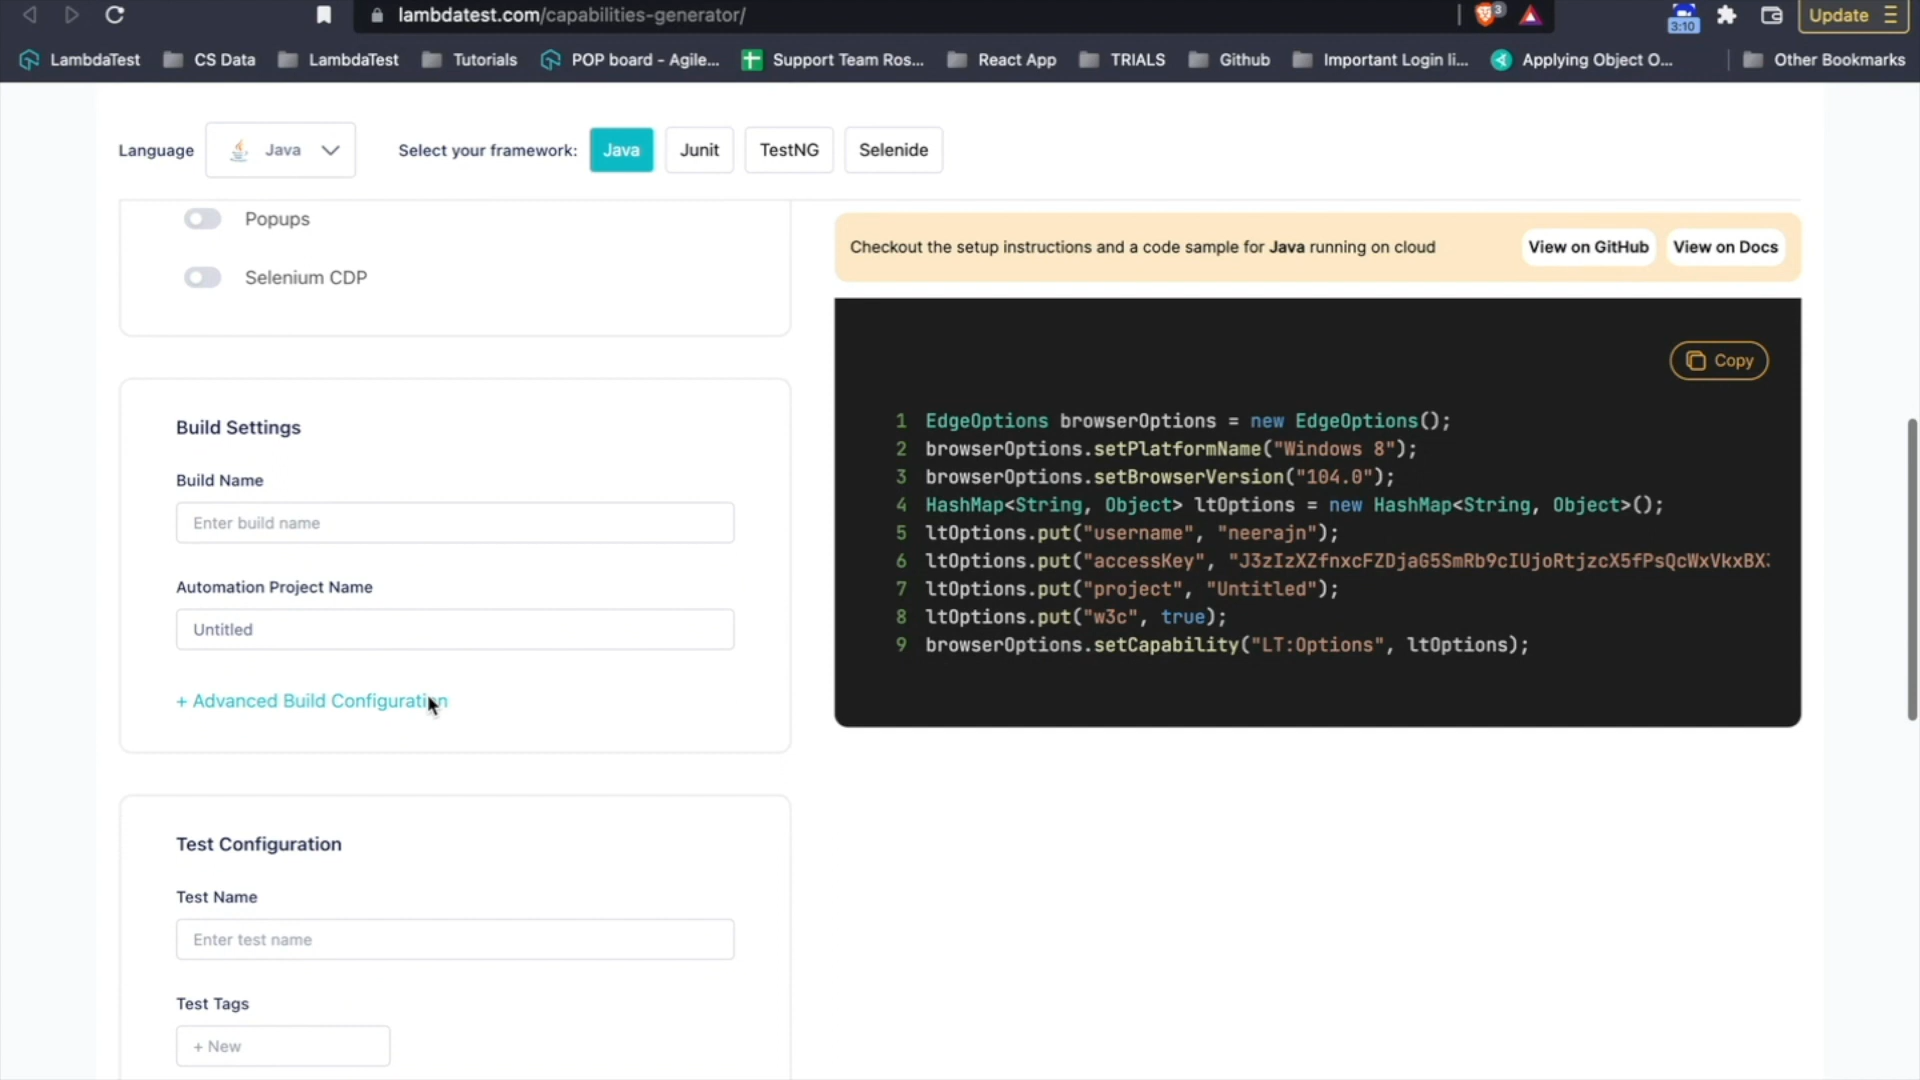 lambdatest.com/capabilities-generator/
3
3:10
Update
LambdaTest
CS Data
LambdaTest
Tutorials
POP board - Agile...
Support Team Ros...
React App
TRIALS
Github
Important Login li...
Applying Object O...
Other Bookmarks
Language
Java
Select your framework:
Java
Junit
TestNG
Selenide
Popups
Selenium CDP
Checkout the setup instructions and a code sample for Java running on cloud
View on GitHub
View on Docs
Copy
1 EdgeOptions browserOptions = new EdgeOptions();
2 browserOptions.setPlatformName("Windows 8");
3 browserOptions.setBrowserVersion("104.0");
4 HashMap<String, Object> ltOptions = new HashMap<String, Object>();
5 ltOptions.put("username", "neerajn");
6 ltOptions.put("accessKey",
7 ltOptions.put("project", "Untitled");
8 ltOptions.put("w3c", true);
9 browserOptions.setCapability("LT:Options", ltOptions);
Build Settings
Build Name
Enter build name
Automation Project Name
Untitled
+ Advanced Build Configuration
Test Configuration
Test Name
Enter test name
Test Tags
+ New